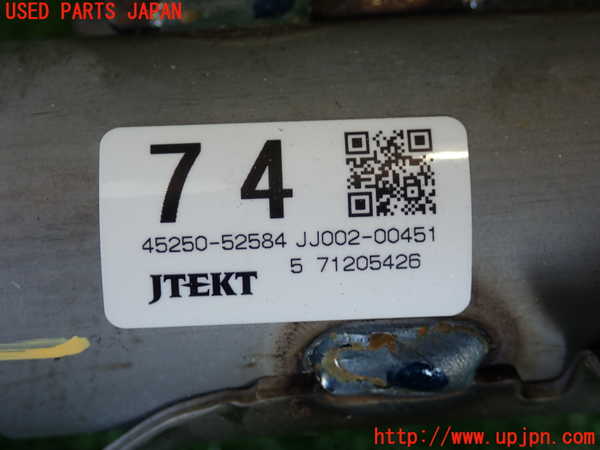 USED PARTS JAPAN
74
45250-52584 JJ002-00451
5 71205426
JTEKT
http://www.upjpn.com